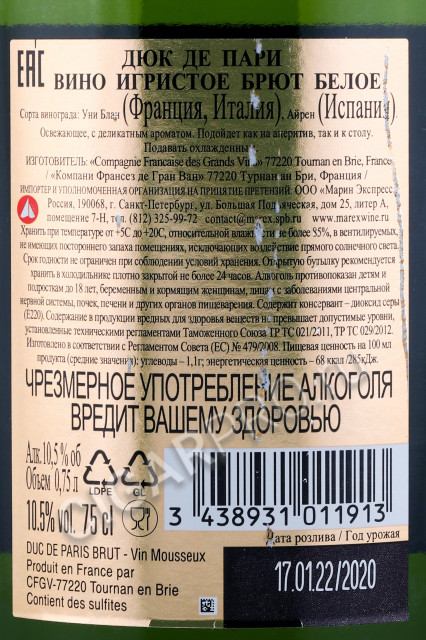 ЕАС
ДЮК ДЕ ПАРИ
ВИНО ИГРИСТОЕ БРЮТ БЕЛОЕ
Сорта винограда: Уни Блан (Франция, Италия), Айрен (Испания).
Освежающее, с деликатным ароматом. Подойдет как на аперитив, так и к столу.
Подавать охлажденным
ИЗГОТОВИТЕЛЬ: «Compagnie Francaise des Grands Vins» 77220 Tournan en Brie, France
/ «Компани Франсез де Гран Ван» 77220 Турнан ан Бри, Франция /
ИМПОРТЕР И УПОЛНОМОЧЕННАЯ ОРГАНИЗАЦИЯ НА ПРИНЯТИЕ ПРЕТЕНЗИЙ: ООО «Марин Экспресс»
Россия, 190068, г. Санкт-Петербург, ул. Большая Подьяческая, дом 25, литер А,
помещение 7-Н, т. (812) 325-99-72 contact@marex.spb.ru www.marexwine.ru
Хранить при температуре от +5С до +20С, относительной влажности не более 85%, в вентилируемых,
не имеющих постороннего запаха помещениях, исключающих воздействие прямого солнечного света.
Срок годности не ограничен при соблюдении условий хранения. Открытую бутылку рекомендуется
хранить в холодильнике плотно закрытой не более 24 часов. Алкоголь противопоказан детям и
подросткам до 18 лет, беременным и кормящим женщинам, лицам с заболеваниями центральной
нервной системы, почек, печени и других органов пищеварения. Содержит консервант – диоксид серы
(E220). Содержание в продукции вредных для здоровья веществ не превышает допустимые уровни,
установленные техническими регламентами Таможенного Союза ТР ТС 021/2011, ТР ТС 029/2012.
Изготовлено в соответствии с Регламентом Совета (ЕС) № 479/2008. Пищевая ценность на 100 мл
продукта (средние значения): углеводы – 1,1г; энергетическая ценность – 68 ккал /285кДж.
ЧРЕЗМЕРНОЕ УПОТРЕБЛЕНИЕ АЛКОГОЛЯ
ВРЕДИТ ВАШЕМУ ЗДОРОВЬЮ
Алк. 10,5 % об
Объем 0,75 л
LDPE GL
10.5% vol. 75 cl
3 438931 011913
Дата розлива / Год урожая
17.01.22/2020
DUC DE PARIS BRUT - Vin Mousseux
Produit en France par
CFGV-77220 Tournan en Brie
Contient des sulfites